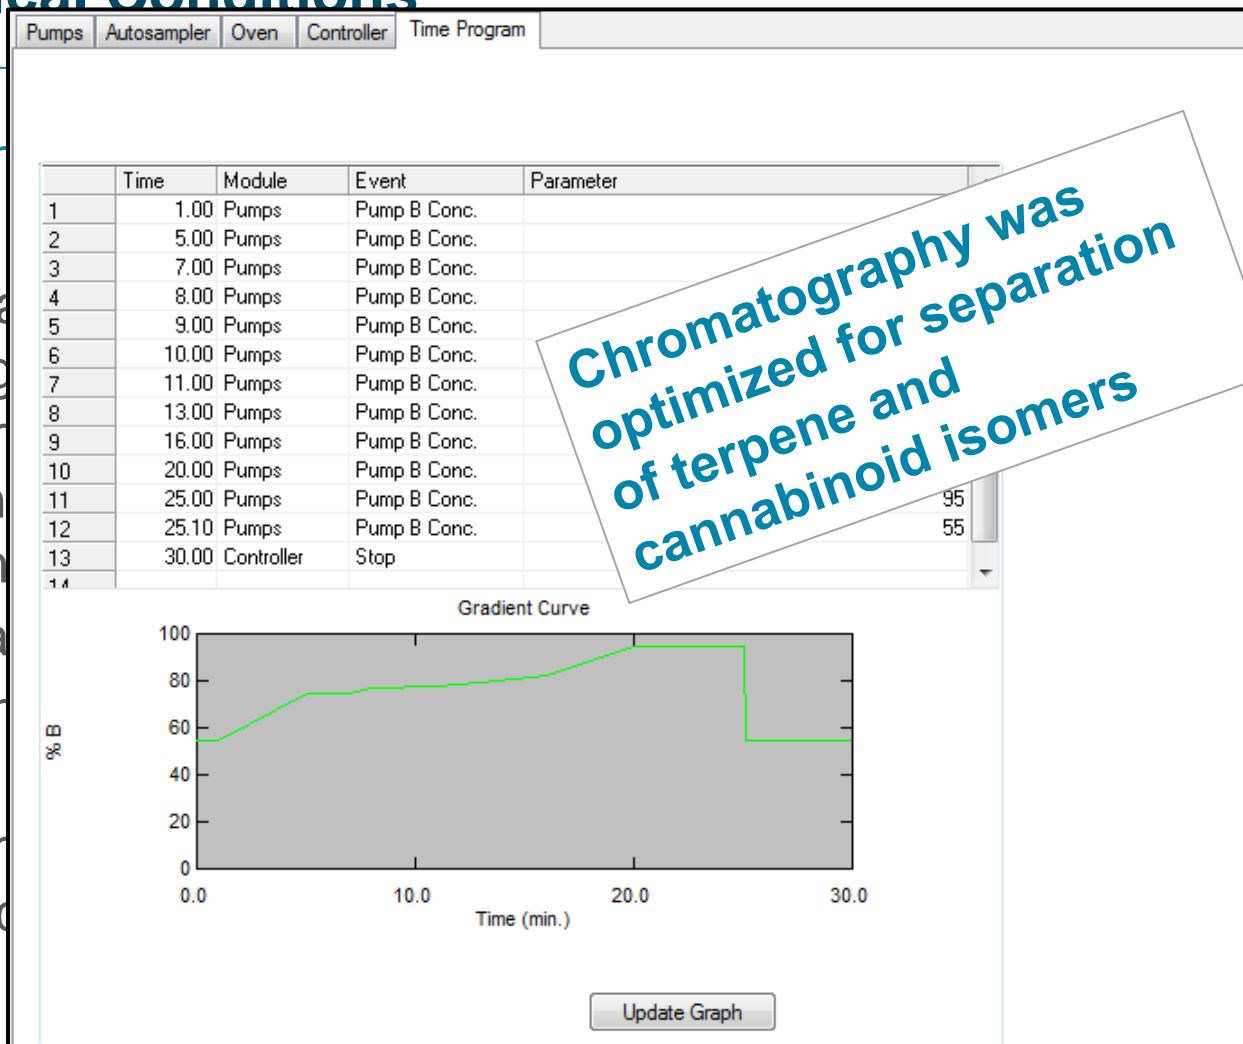 cal Conditions
Pumps Autosampler Oven Controller Time Program
Time Module Event Parameter
1 1.00 Pumps Pump B Conc.
2 5.00 Pumps Pump B Conc.
3 7.00 Pumps Pump B Conc.
4 8.00 Pumps Pump B Conc.
5 9.00 Pumps Pump B Conc.
6 10.00 Pumps Pump B Conc.
7 11.00 Pumps Pump B Conc.
8 13.00 Pumps Pump B Conc.
9 16.00 Pumps Pump B Conc.
10 20.00 Pumps Pump B Conc.
11 25.00 Pumps Pump B Conc. 95
12 25.10 Pumps Pump B Conc. 55
13 30.00 Controller Stop
14
Chromatography was
optimized for separation
of terpene and
cannabinoid isomers
Gradient Curve
100
80
60
40
20
0
% B
0.0 10.0 20.0 30.0
Time (min.)
Update Graph